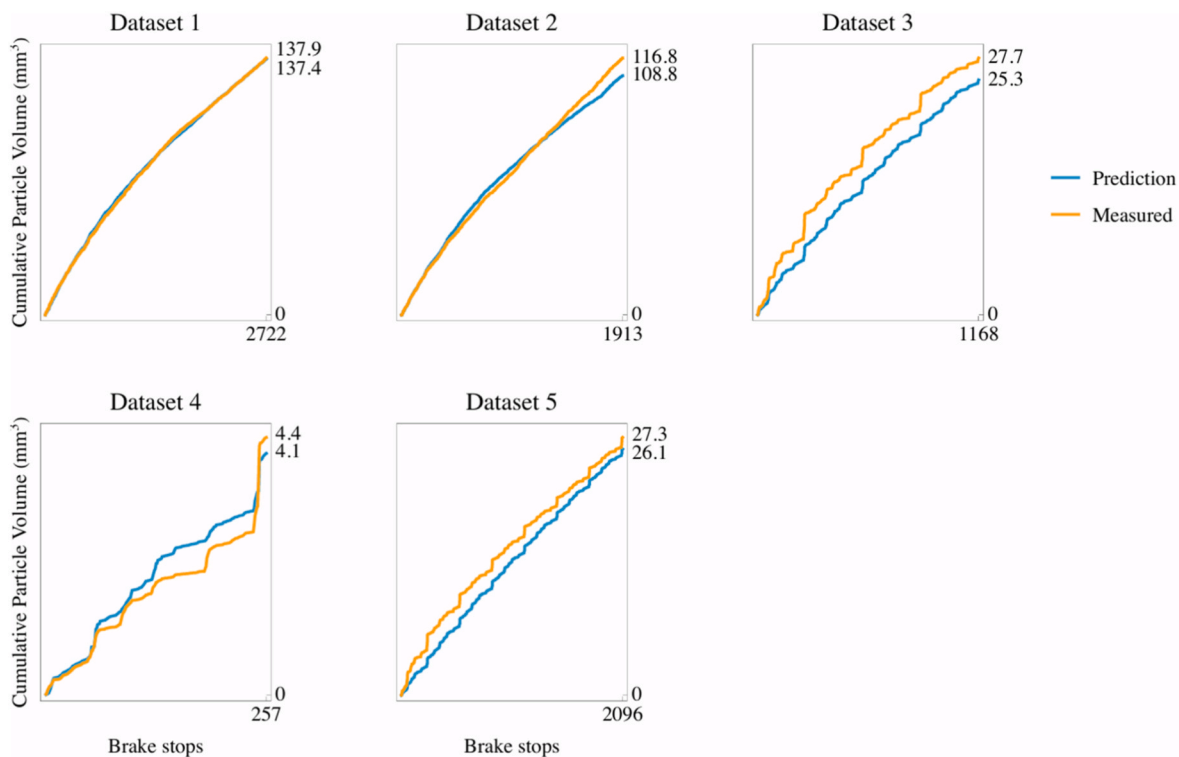 Dataset 1
Dataset 2
Dataset 3
Cumulative Particle Volume (mm³)
137.9
137.4
0
2722
116.8
108.8
0
1913
27.7
25.3
0
1168
Prediction
Measured
Dataset 4
Dataset 5
Cumulative Particle Volume (mm³)
4.4
4.1
0
257
27.3
26.1
0
2096
Brake stops
Brake stops